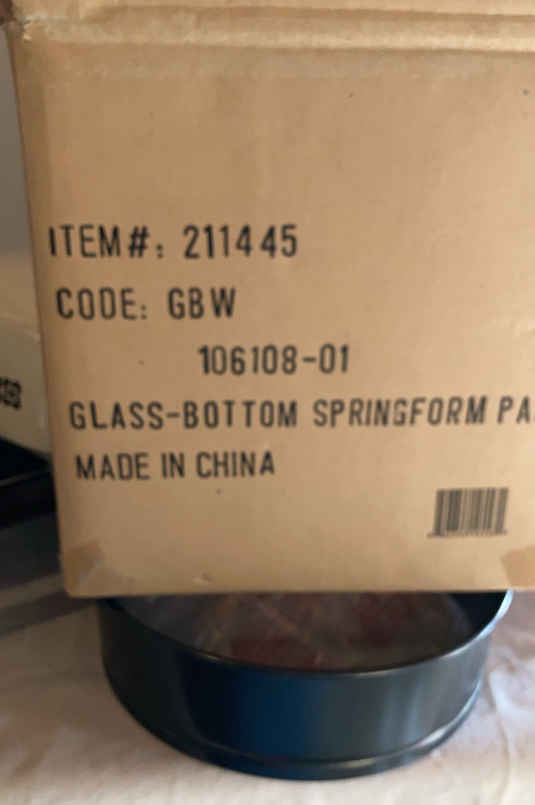 ITEM#: 211445
CODE: GBW
106108-01
GLASS-BOTTOM SPRINGFORM PA
MADE IN CHINA